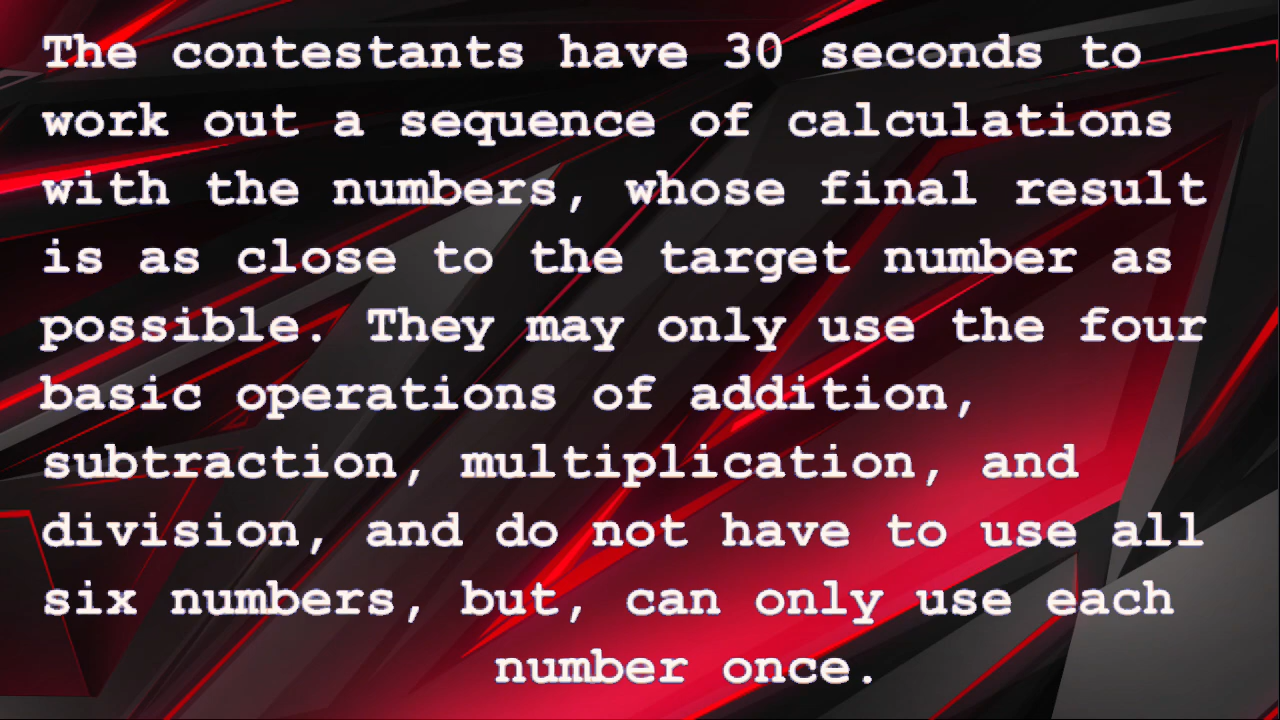 The contestants have 30 seconds to
work out a sequence of calculations
with the numbers, whose final result
is as close to the target number as
possible. They may only use the four
basic operations of addition,
subtraction, multiplication, and
division, and do not have to use all
six numbers, but, can only use each
number once.